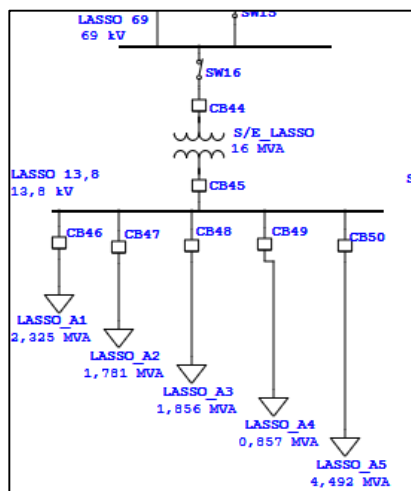 LASSO 69
69 kV
SW15
SW16
CB44
S/E_LASSO
16 MVA
LASSO 13,8
13,8 kV
CB45
S
CB46
CB47
CB48
CB49
CB50
LASSO_A1
2,325 MVA
LASSO_A2
1,781 MVA
LASSO_A3
1,856 MVA
LASSO_A4
0,857 MVA
LASSO_A5
4,492 MVA